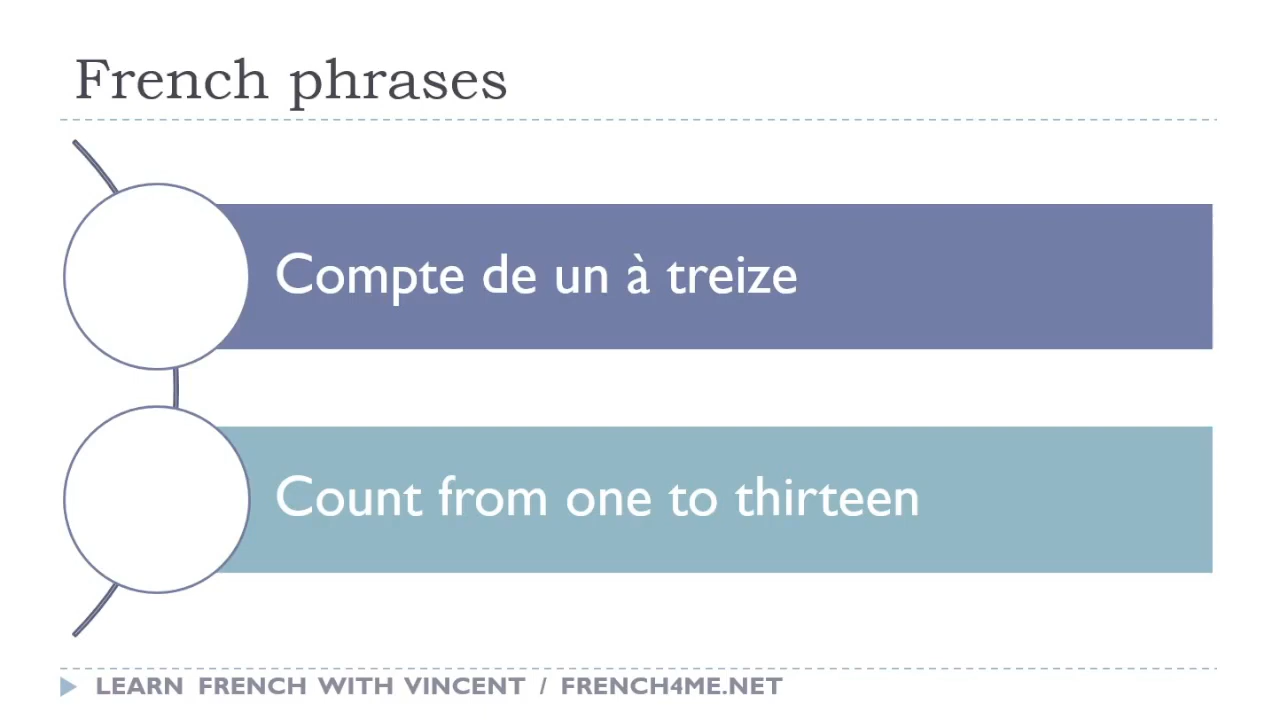 French phrases
Compte de un à treize
Count from one to thirteen
LEARN FRENCH WITH VINCENT / FRENCH4ME.NET